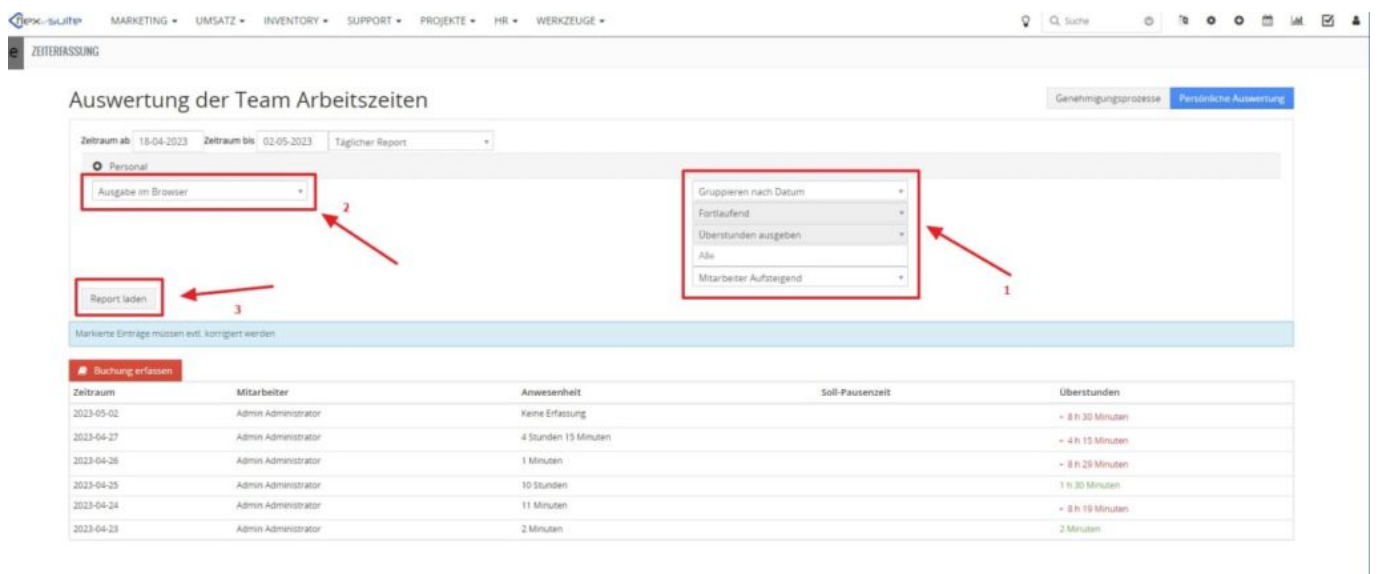 flex-suite MARKETING UMSATZ INVENTORY SUPPORT PROJEKTE HR WERKZEUGE Suche
e ZEITERFASSUNG
Auswertung der Team Arbeitszeiten Genehmigungsprozesse Persönliche Auswertung
Zeitraum ab 18-04-2023 Zeitraum bis 02-05-2023 Täglicher Report
Personal
Ausgabe im Browser Gruppieren nach Datum
2 Fortlaufend
Überstunden ausgeben
Alle
Mitarbeiter Aufsteigend
1
Report laden
3
Markierte Einträge müssen evtl. korrigiert werden
Buchung erfassen
Zeitraum Mitarbeiter Anwesenheit Soll-Pausenzeit Überstunden
2023-05-02 Admin Administrator Keine Erfassung - 8 h 30 Minuten
2023-04-27 Admin Administrator 4 Stunden 15 Minuten - 4 h 15 Minuten
2023-04-26 Admin Administrator 1 Minuten - 8 h 29 Minuten
2023-04-25 Admin Administrator 10 Stunden 1 h 30 Minuten
2023-04-24 Admin Administrator 11 Minuten - 8 h 19 Minuten
2023-04-23 Admin Administrator 2 Minuten 2 Minuten